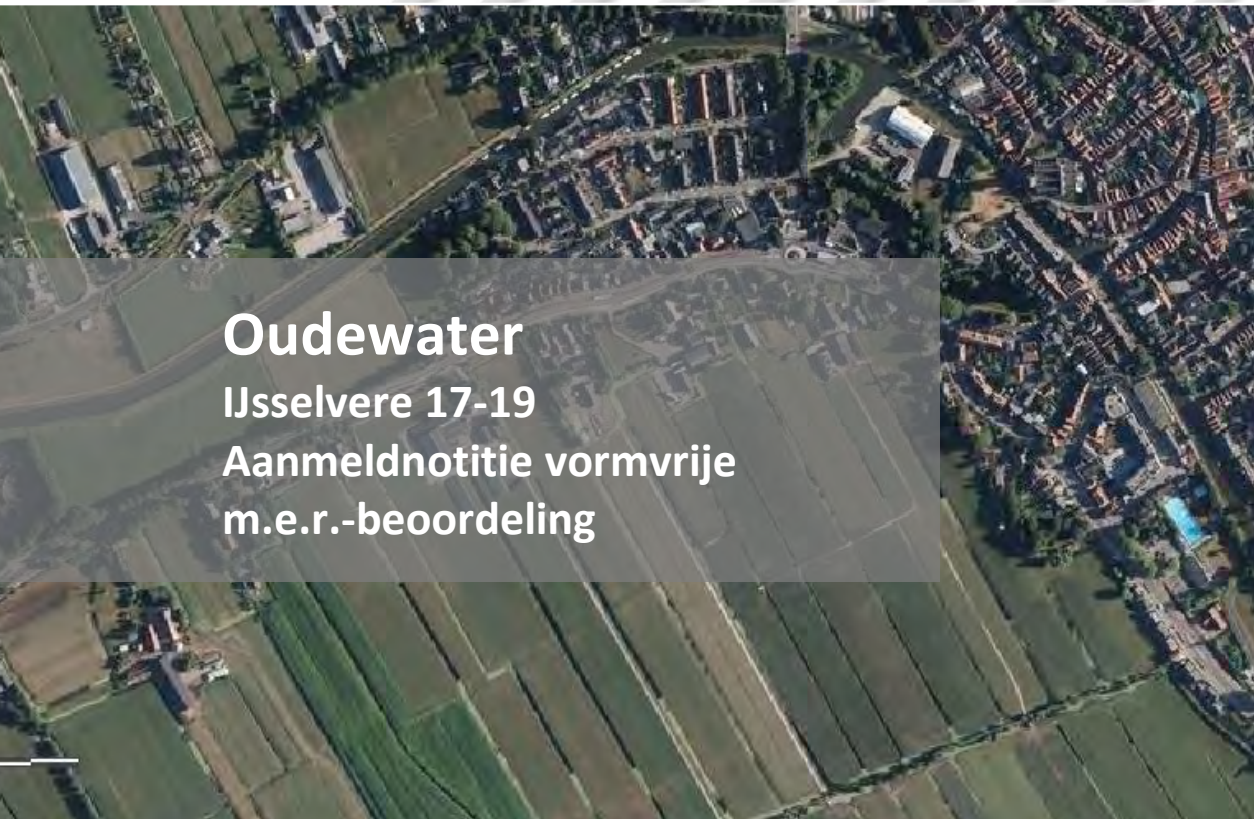 Oudewater
IJsselvere 17-19
Aanmeldnotitie vormvrije
m.e.r.-beoordeling